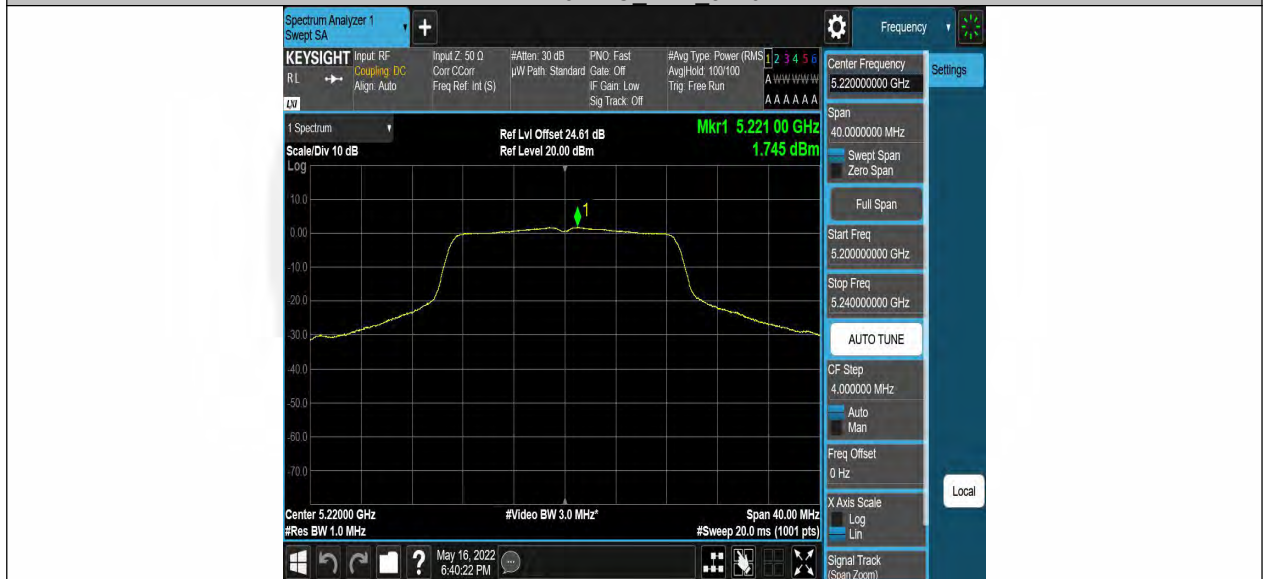 Spectrum Analyzer 1
Swept SA
+
Frequency
KEYSIGHT
RL
LXI
Input: RF
Coupling: DC
Align: Auto
Input Z: 50 Ω
Corr CCorr
Freq Ref: Int (S)
#Atten: 30 dB
µW Path: Standard
PNO: Fast
Gate: Off
IF Gain: Low
Sig Track: Off
#Avg Type: Power (RMS
Avg|Hold: 100/100
Trig: Free Run
1 2 3 4 5 6
A W W W W W
A A A A A A
1 Spectrum
Scale/Div 10 dB
Log
Ref Lvl Offset 24.61 dB
Ref Level 20.00 dBm
Mkr1 5.221 00 GHz
1.745 dBm
10.0
0.00
-10.0
-20.0
-30.0
-40.0
-50.0
-60.0
-70.0
1
Center 5.22000 GHz
#Res BW 1.0 MHz
#Video BW 3.0 MHz*
Span 40.00 MHz
#Sweep 20.0 ms (1001 pts)
Center Frequency
5.220000000 GHz
Settings
Span
40.0000000 MHz
Swept Span
Zero Span
Full Span
Start Freq
5.200000000 GHz
Stop Freq
5.240000000 GHz
AUTO TUNE
CF Step
4.000000 MHz
Auto
Man
Freq Offset
0 Hz
X Axis Scale
Log
Lin
Signal Track
(Span Zoom)
Local
?
May 16, 2022
6:40:22 PM